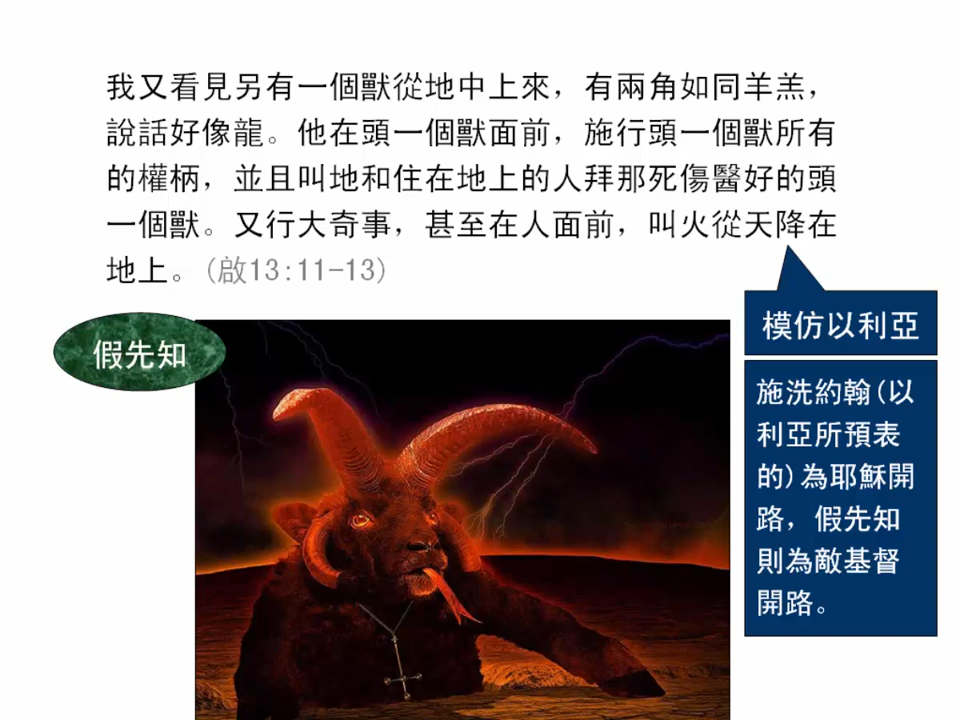 我又看見另有一個獸從地中上來，有兩角如同羊羔，
說話好像龍。他在頭一個獸面前，施行頭一個獸所有
的權柄，並且叫地和住在地上的人拜那死傷醫好的頭
一個獸。又行大奇事，甚至在人面前，叫火從天降在
地上。(啟13:11-13)
假先知
模仿以利亞
施洗約翰(以
利亞所預表
的)為耶穌開
路，假先知
則為敵基督
開路。